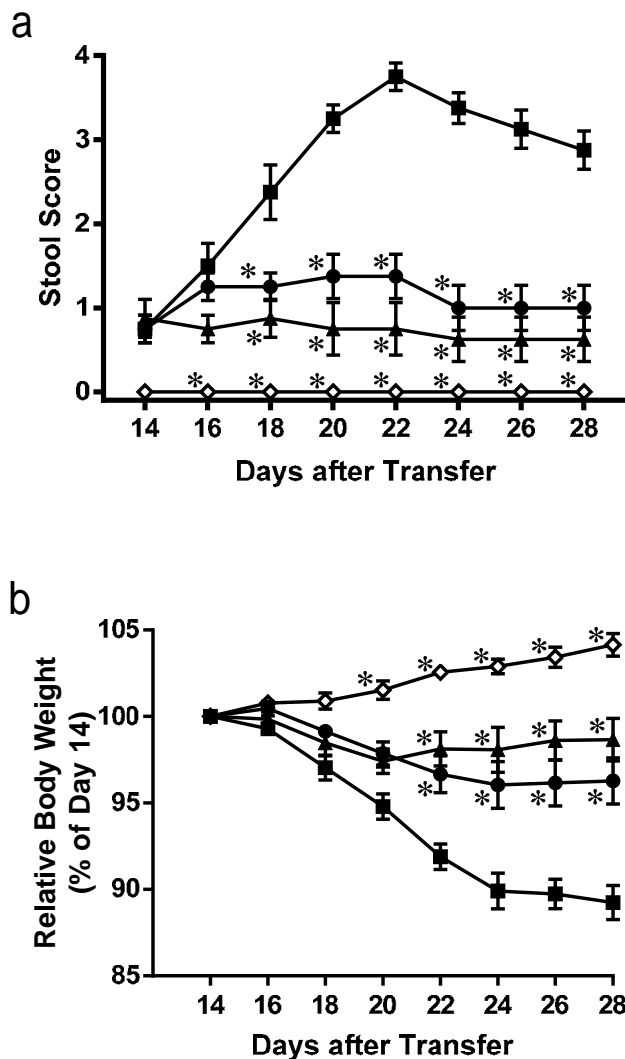 a
Stool Score
4
3
2
1
0
* * * * * *
* * * * * *
* * * * * * *
14 16 18 20 22 24 26 28
Days after Transfer
b
Relative Body Weight
(% of Day 14)
105
100
95
90
85
* * * * *
* * * *
* * * *
14 16 18 20 22 24 26 28
Days after Transfer